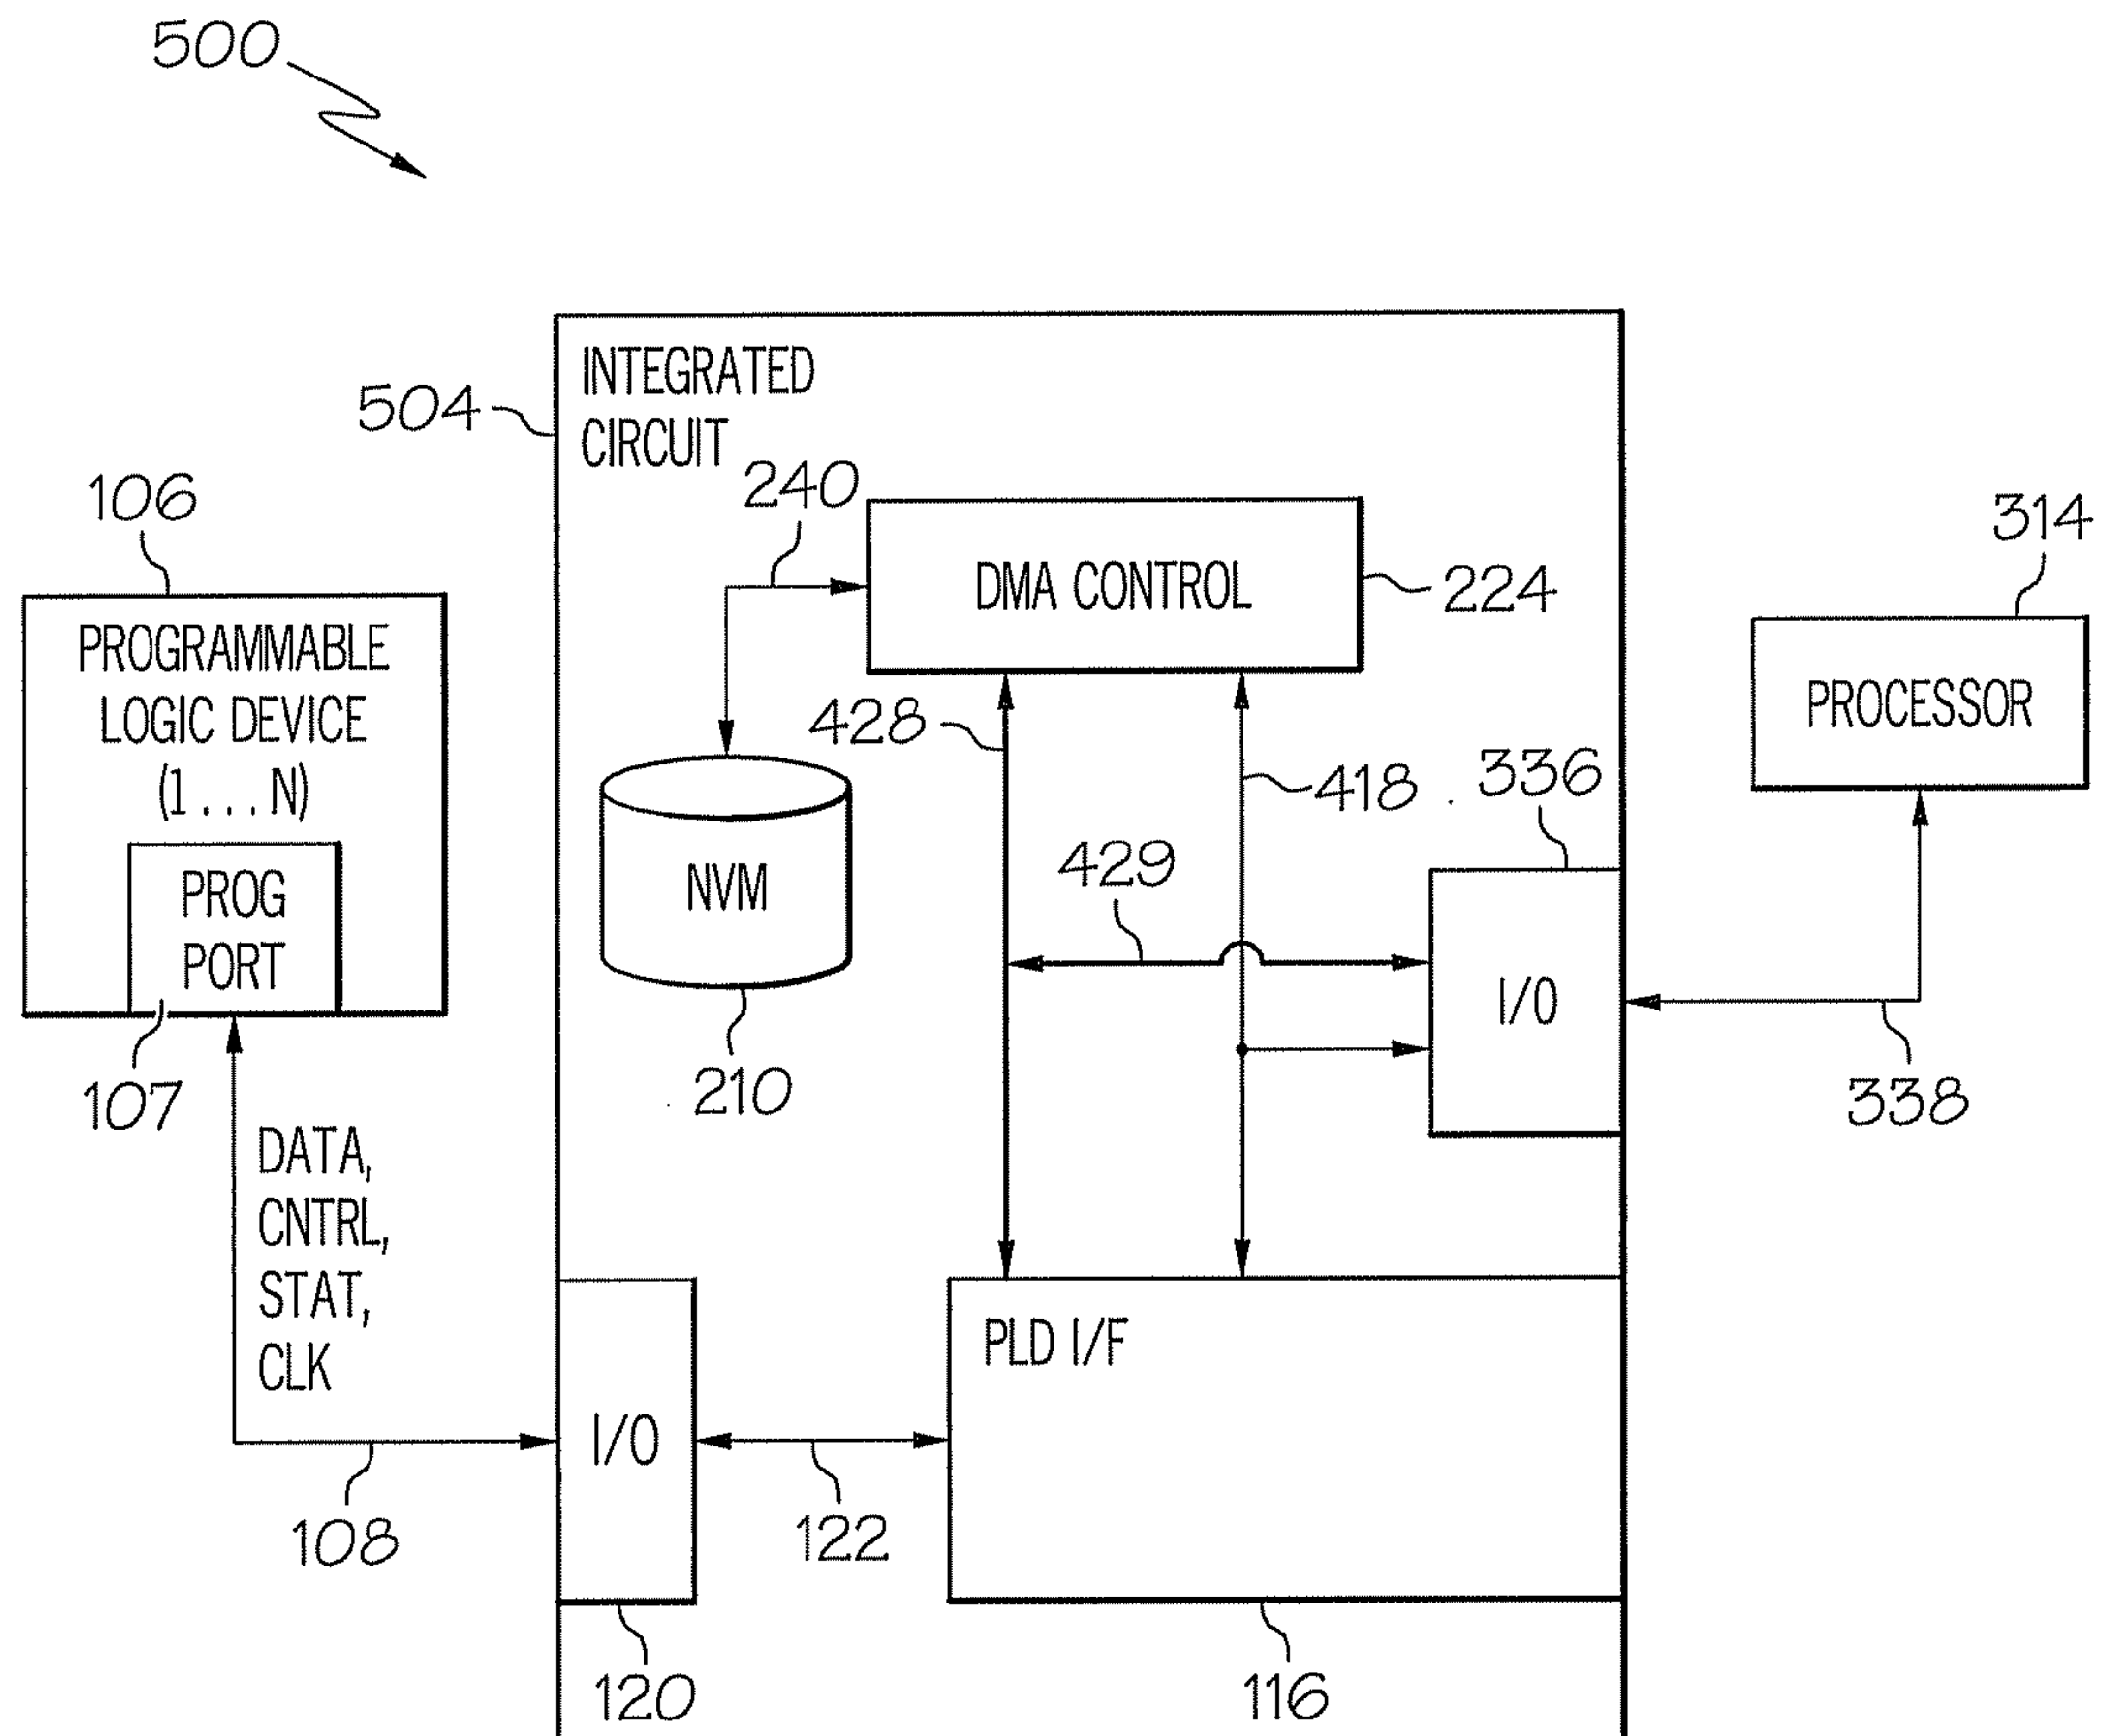 500
INTEGRATED
CIRCUIT
504
240
106
DMA CONTROL
224
314
PROGRAMMABLE
LOGIC DEVICE
(1 . . . N)
PROCESSOR
428
418
336
PROG
PORT
NVM
429
I/O
107
210
338
DATA,
CNTRL,
STAT,
CLK
PLD I/F
I/O
108
122
120
116